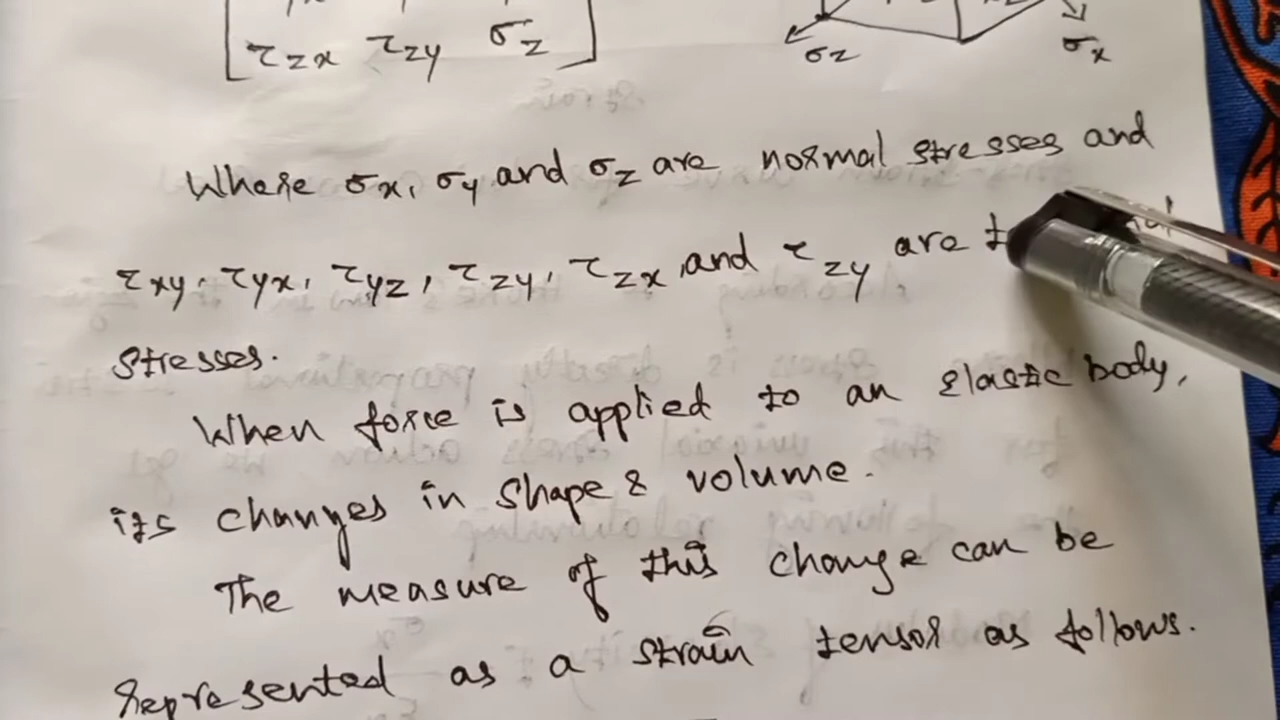 τzx τzy σz
σz
σx
Where σx, σy and σz are normal stresses and
τxy, τyx, τyz, τzy, τzx and τzy are
stresses.
When force is applied to an elastic body,
its changes in shape & volume.
The measure of this change can be
Represented as a strain tensor as follows.